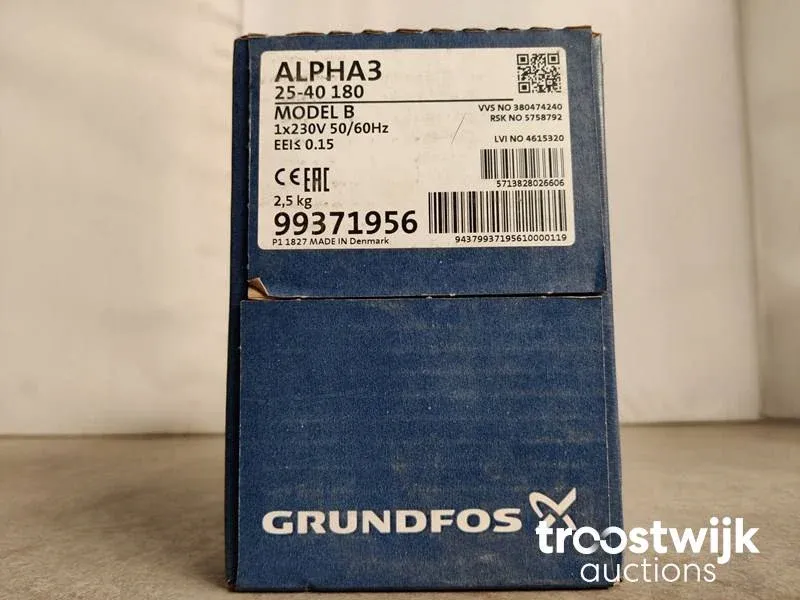 ALPHA3
25-40 180
MODEL B
1x230V 50/60Hz
EEI≤ 0.15
VVS NO 380474240
RSK NO 5758792
LVI NO 4615320
CE EAC
5713828026606
2,5 kg
99371956
P1 1827 MADE IN Denmark
94379937195610000119
GRUNDFOS
troostwijk
auctions